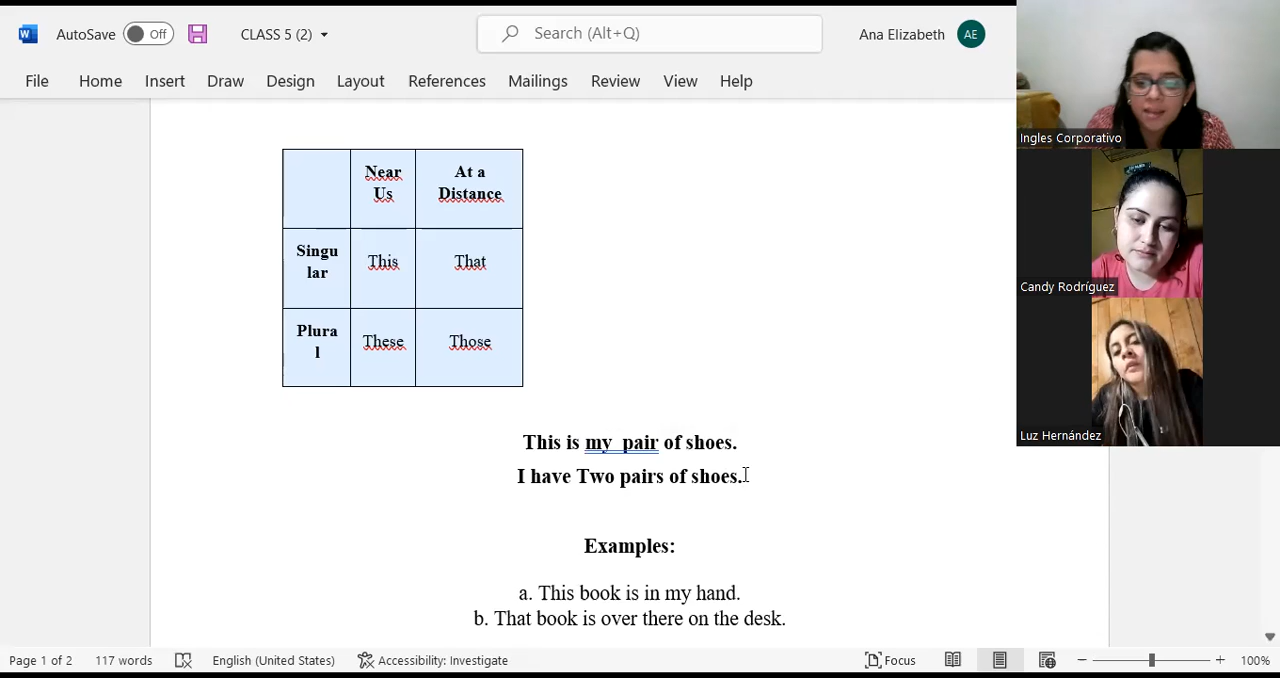 AutoSave Off CLASS 5 (2) Search (Alt+Q) Ana Elizabeth AE
File Home Insert Draw Design Layout References Mailings Review View Help
Near
Us
At a
Distance
Singu
lar
This
That
Plura
l
These
Those
This is my pair of shoes.
I have Two pairs of shoes.
Examples:
a. This book is in my hand.
b. That book is over there on the desk.
Page 1 of 2 117 words English (United States) Accessibility: Investigate Focus 100%
Ingles Corporativo
Candy Rodríguez
Luz Hernández